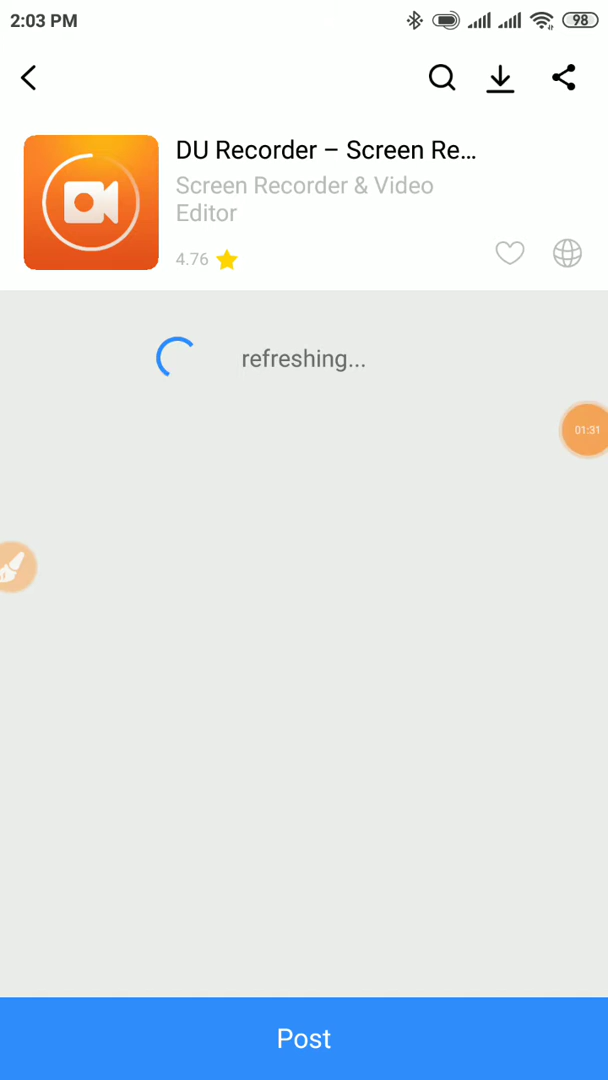 2:03 PM
98
DU Recorder – Screen Re...
Screen Recorder & Video
Editor
4.76
refreshing...
01:31
Post